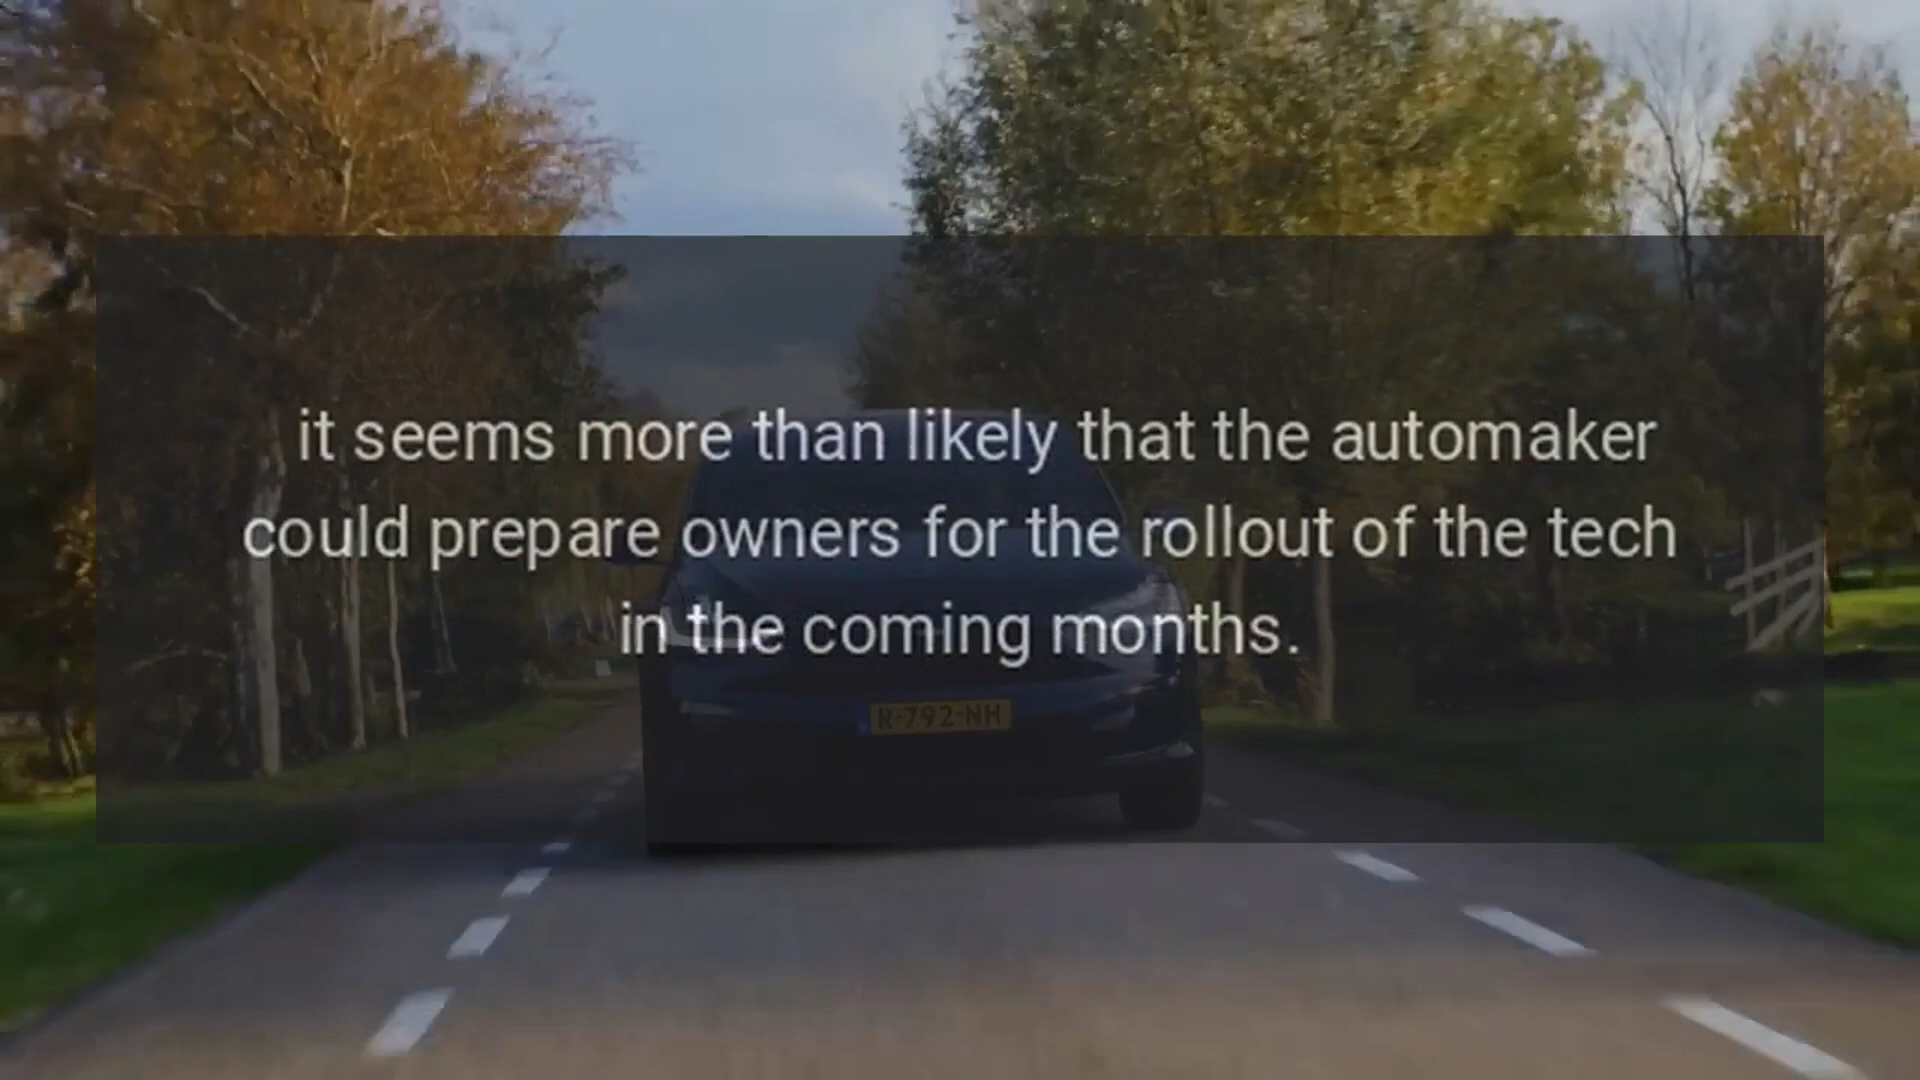 it seems more than likely that the automaker
could prepare owners for the rollout of the tech
in the coming months.
R-792-NH